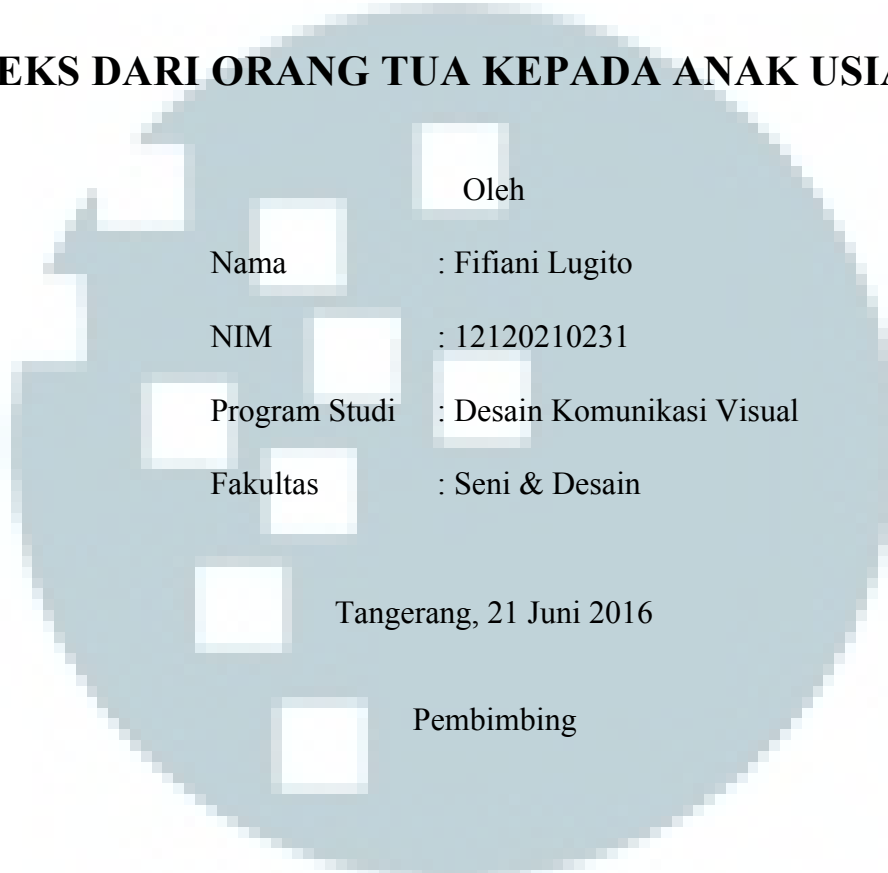 EKS DARI ORANG TUA KEPADA ANAK USIA
Oleh
Nama : Fifiani Lugito
NIM : 12120210231
Program Studi : Desain Komunikasi Visual
Fakultas : Seni & Desain
Tangerang, 21 Juni 2016
Pembimbing